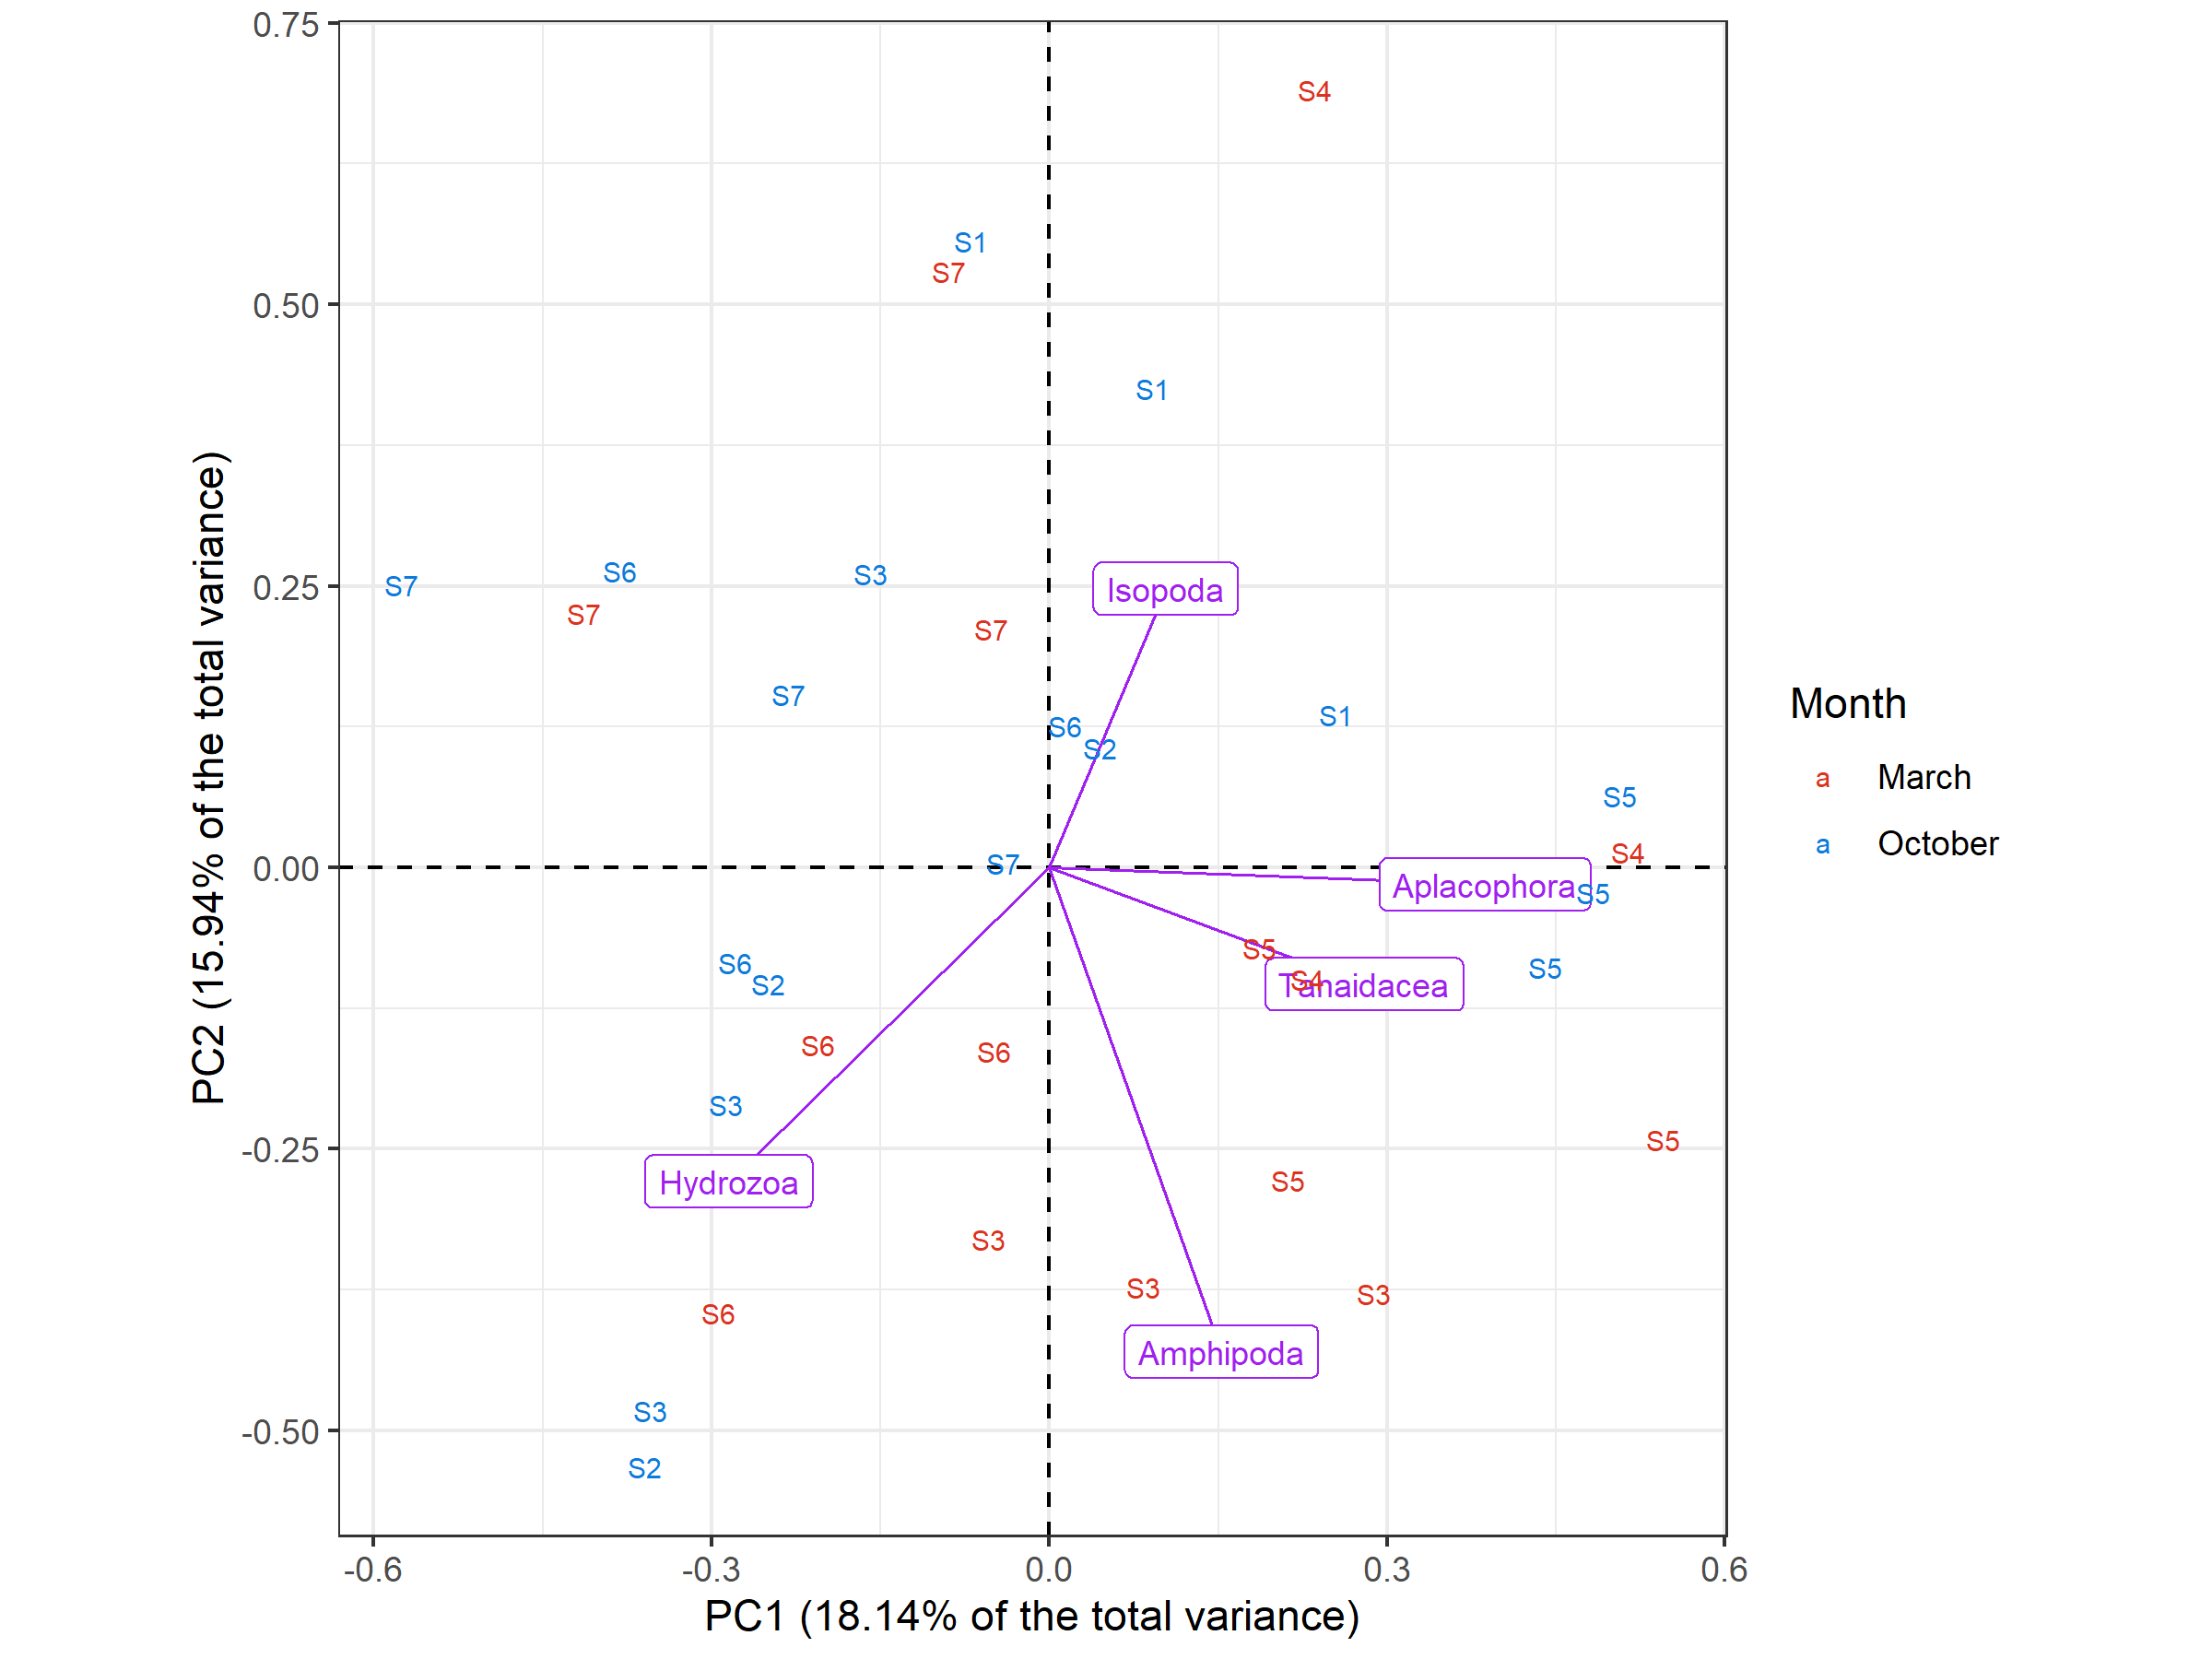 0.75
S4
S1
S7
0.50
S1
PC2 (15.94% of the total variance)
0.25
S7
S6
S3
Isopoda
S7
S7
S7
S6
S2
S1
Month
a March
a October
S5
S4
0.00
S7
Aplacophora
S5
S5
S4
Tanaidacea
S5
S6
S2
S6
S6
S3
-0.25
Hydrozoa
S5
S5
S3
S3
S3
S6
Amphipoda
S3
-0.50
S2
-0.6
-0.3
0.0
0.3
0.6
PC1 (18.14% of the total variance)